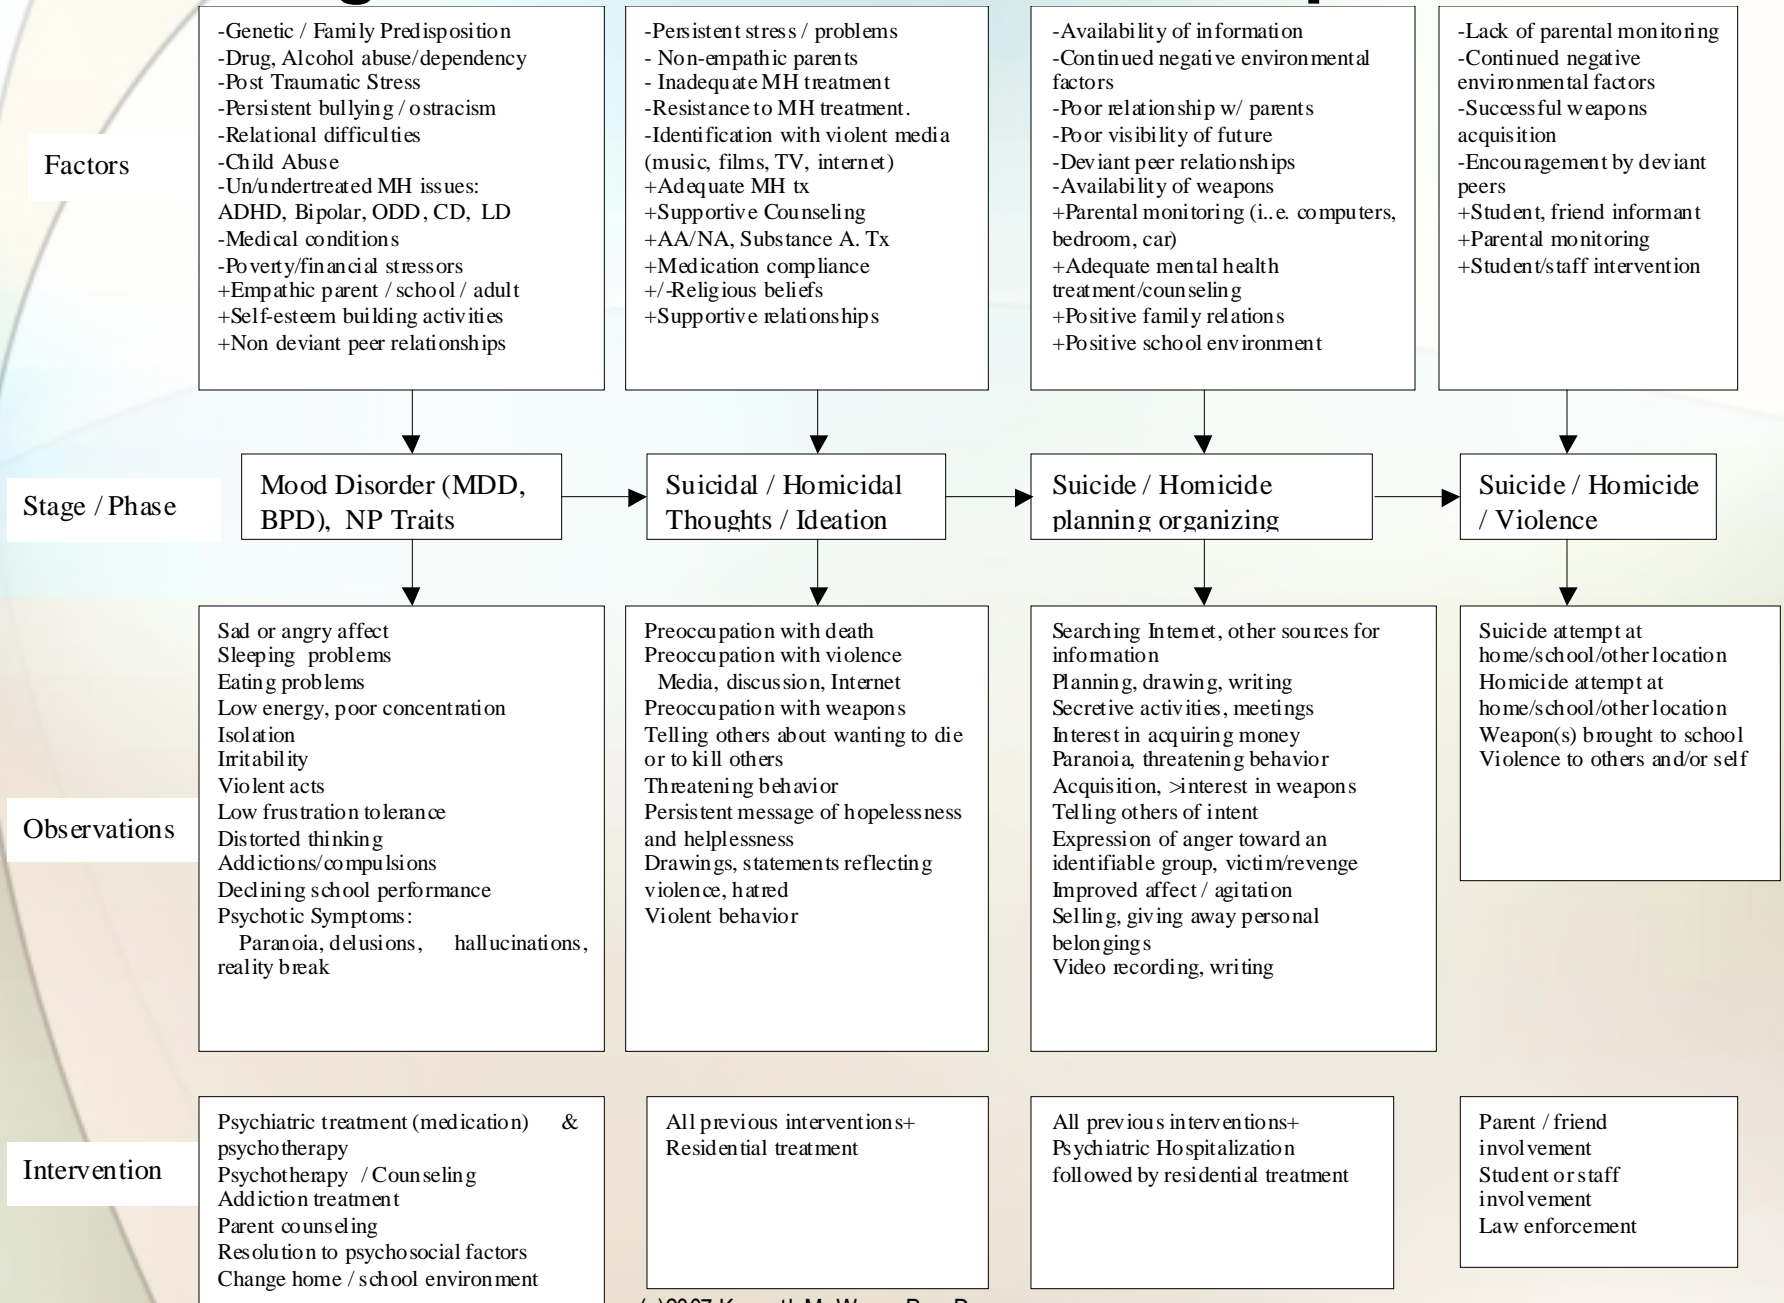 Factors
-Genetic / Family Predisposition
-Drug, Alcohol abuse/dependency
-Post Traumatic Stress
-Persistent bullying / ostracism
-Relational difficulties
-Child Abuse
-Un/undertreated MH issues:
ADHD, Bipolar, ODD, CD, LD
-Medical conditions
-Poverty/financial stressors
+Empathic parent / school / adult
+Self-esteem building activities
+Non deviant peer relationships
-Persistent stress / problems
- Non-empathic parents
- Inadequate MH treatment
-Resistance to MH treatment.
-Identification with violent media
(music, films, TV, internet)
+Adequate MH tx
+Supportive Counseling
+AA/NA, Substance A. Tx
+Medication compliance
+/-Religious beliefs
+Supportive relationships
-Availability of information
-Continued negative environmental
factors
-Poor relationship w/ parents
-Poor visibility of future
-Deviant peer relationships
-Availability of weapons
+Parental monitoring (i..e. computers,
bedroom, car)
+Adequate mental health
treatment/counseling
+Positive family relations
+Positive school environment
-Lack of parental monitoring
-Continued negative
environmental factors
-Successful weapons
acquisition
-Encouragement by deviant
peers
+Student, friend informant
+Parental monitoring
+Student/staff intervention
Stage / Phase
Mood Disorder (MDD,
BPD), NP Traits
Suicidal / Homicidal
Thoughts / Ideation
Suicide / Homicide
planning organizing
Suicide / Homicide
/ Violence
Observations
Sad or angry affect
Sleeping problems
Eating problems
Low energy, poor concentration
Isolation
Irritability
Violent acts
Low frustration tolerance
Distorted thinking
Addictions/compulsions
Declining school performance
Psychotic Symptoms:
Paranoia, delusions, hallucinations,
reality break
Preoccupation with death
Preoccupation with violence
Media, discussion, Internet
Preoccupation with weapons
Telling others about wanting to die
or to kill others
Threatening behavior
Persistent message of hopelessness
and helplessness
Drawings, statements reflecting
violence, hatred
Violent behavior
Searching Internet, other sources for
information
Planning, drawing, writing
Secretive activities, meetings
Interest in acquiring money
Paranoia, threatening behavior
Acquisition, >interest in weapons
Telling others of intent
Expression of anger toward an
identifiable group, victim/revenge
Improved affect / agitation
Selling, giving away personal
belongings
Video recording, writing
Suicide attempt at
home/school/other location
Homicide attempt at
home/school/other location
Weapon(s) brought to school
Violence to others and/or self
Intervention
Psychiatric treatment (medication) &
psychotherapy
Psychotherapy / Counseling
Addiction treatment
Parent counseling
Resolution to psychosocial factors
Change home / school environment
All previous interventions+
Residential treatment
All previous interventions+
Psychiatric Hospitalization
followed by residential treatment
Parent / friend
involvement
Student or staff
involvement
Law enforcement